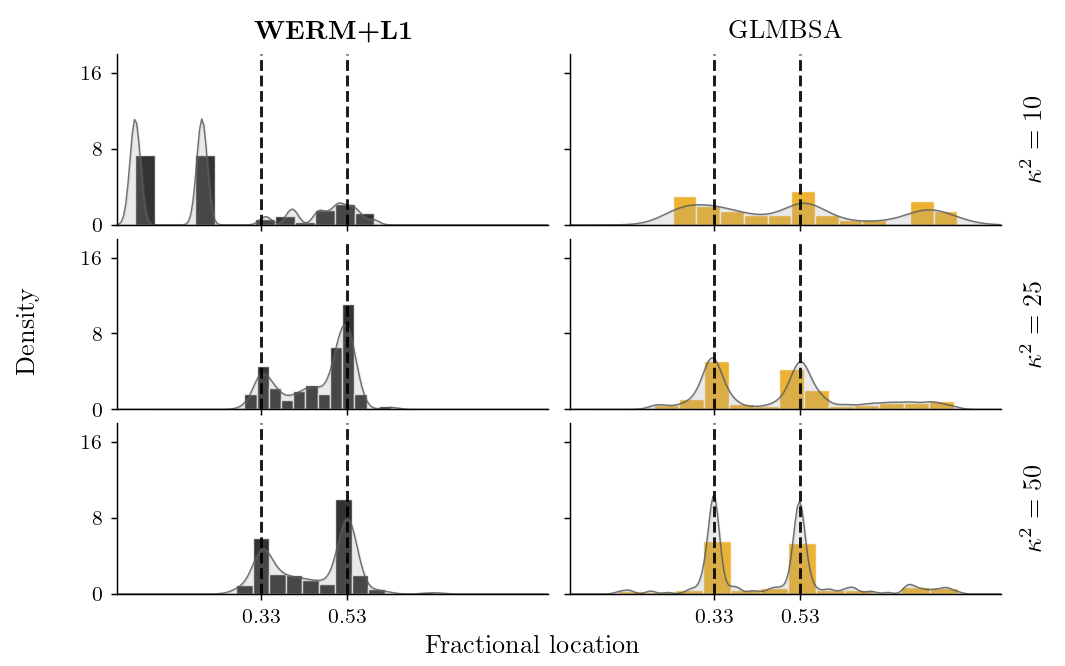 WERM+L1
GLMBSA
16
8
0
κ² = 10
16
8
0
κ² = 25
Density
16
8
0
κ² = 50
0.33
0.53
0.33
0.53
Fractional location